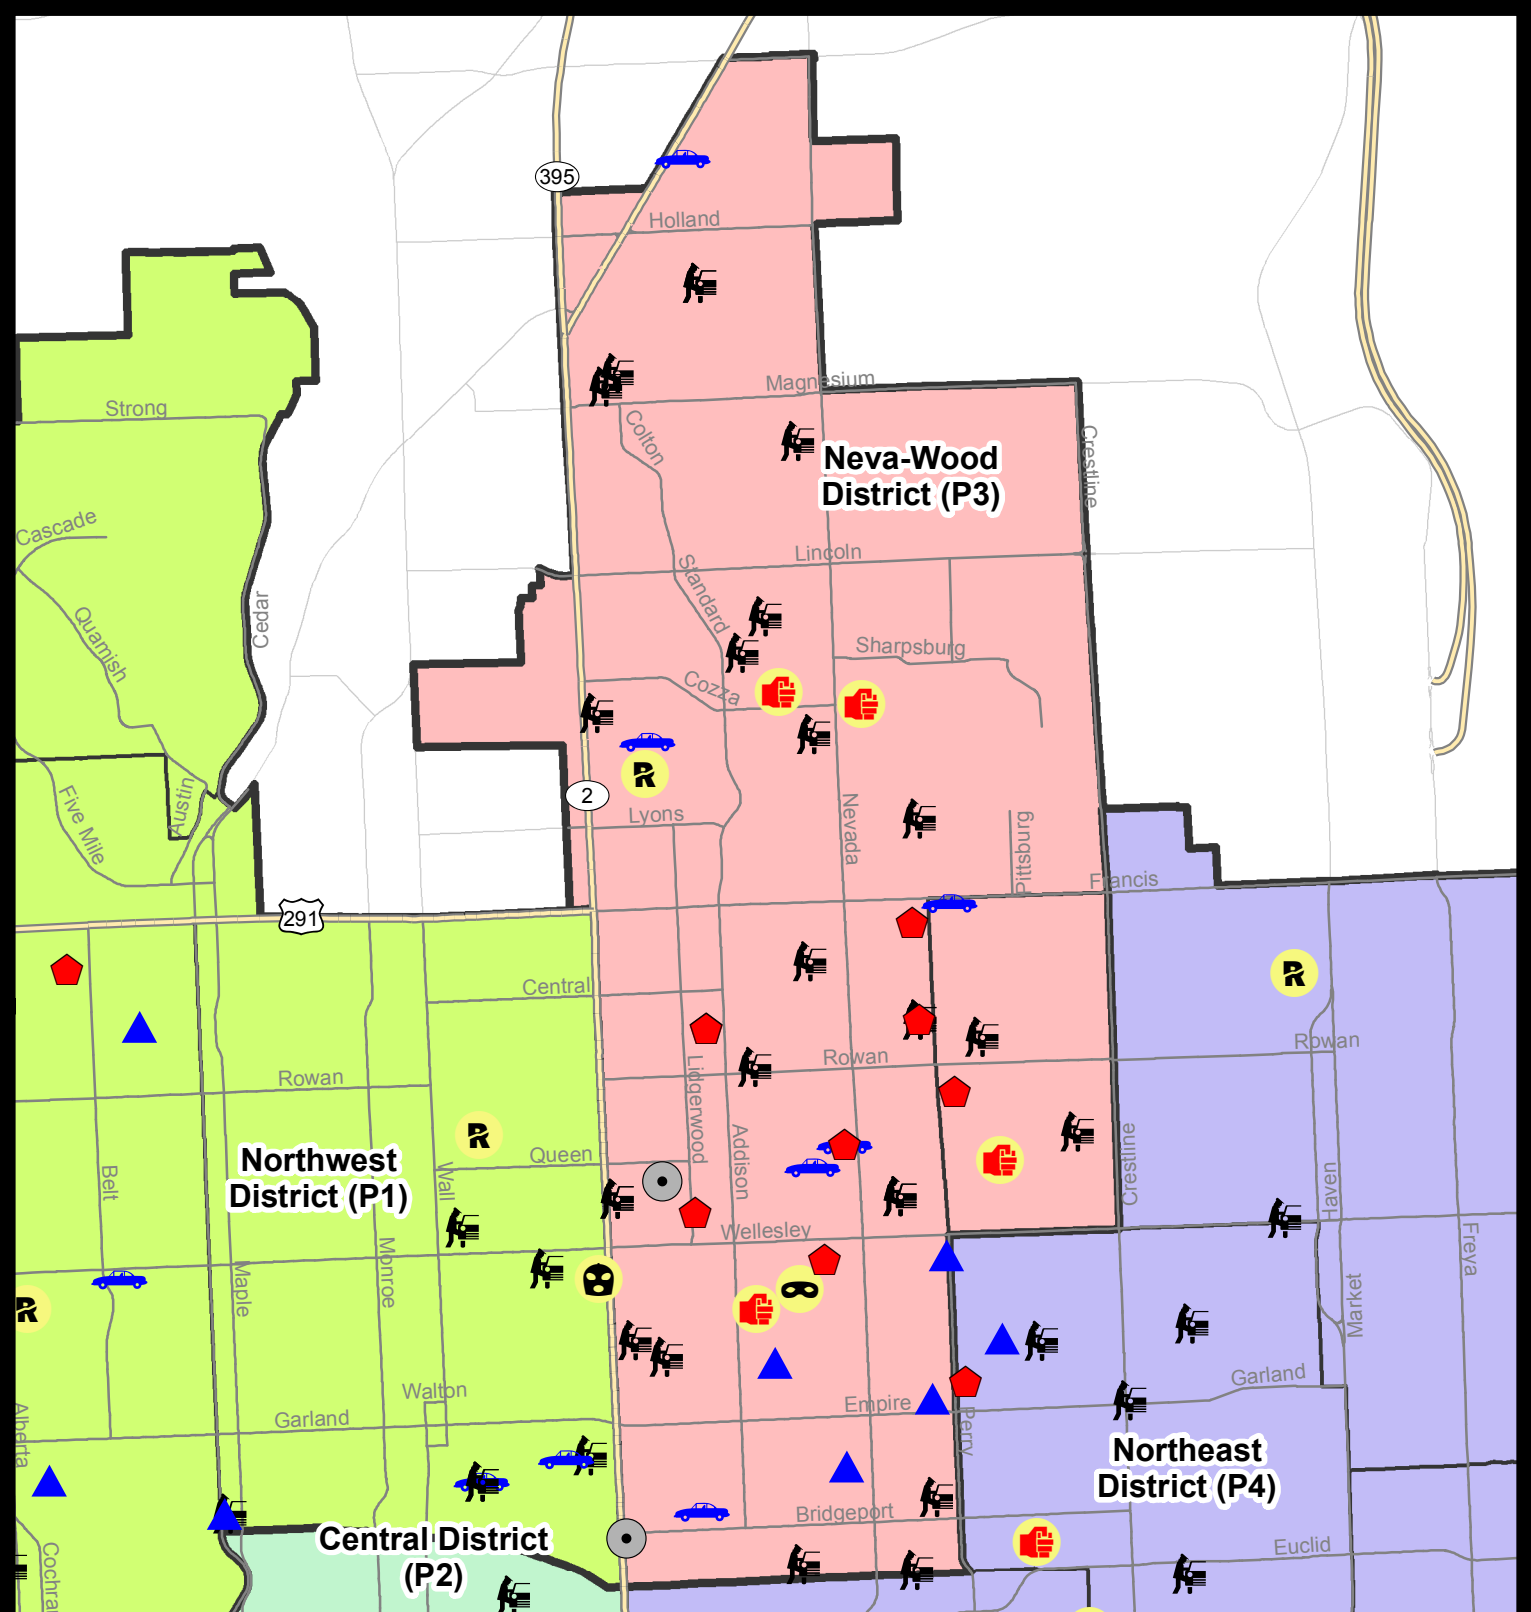 395
Holland
Magnesium
Strong
Colton
Crestline
Neva-Wood
District (P3)
Cascade
Lincoln
Standard
Quamish
Cedar
Sharpsburg
Cozza
Five Mile
Austin
2
Lyons
Nevada
Pittsburg
Francis
291
Central
Rowan
Rowan
Rowan
Lidgerwood
Addison
Queen
Northwest
District (P1)
Belt
Wall
Crestline
Haven
Wellesley
Monroe
Maple
Freya
Market
Walton
Garland
Garland
Empire
Alberta
Perry
Northeast
District (P4)
Bridgeport
Central District
(P2)
Euclid
R
R
R
R